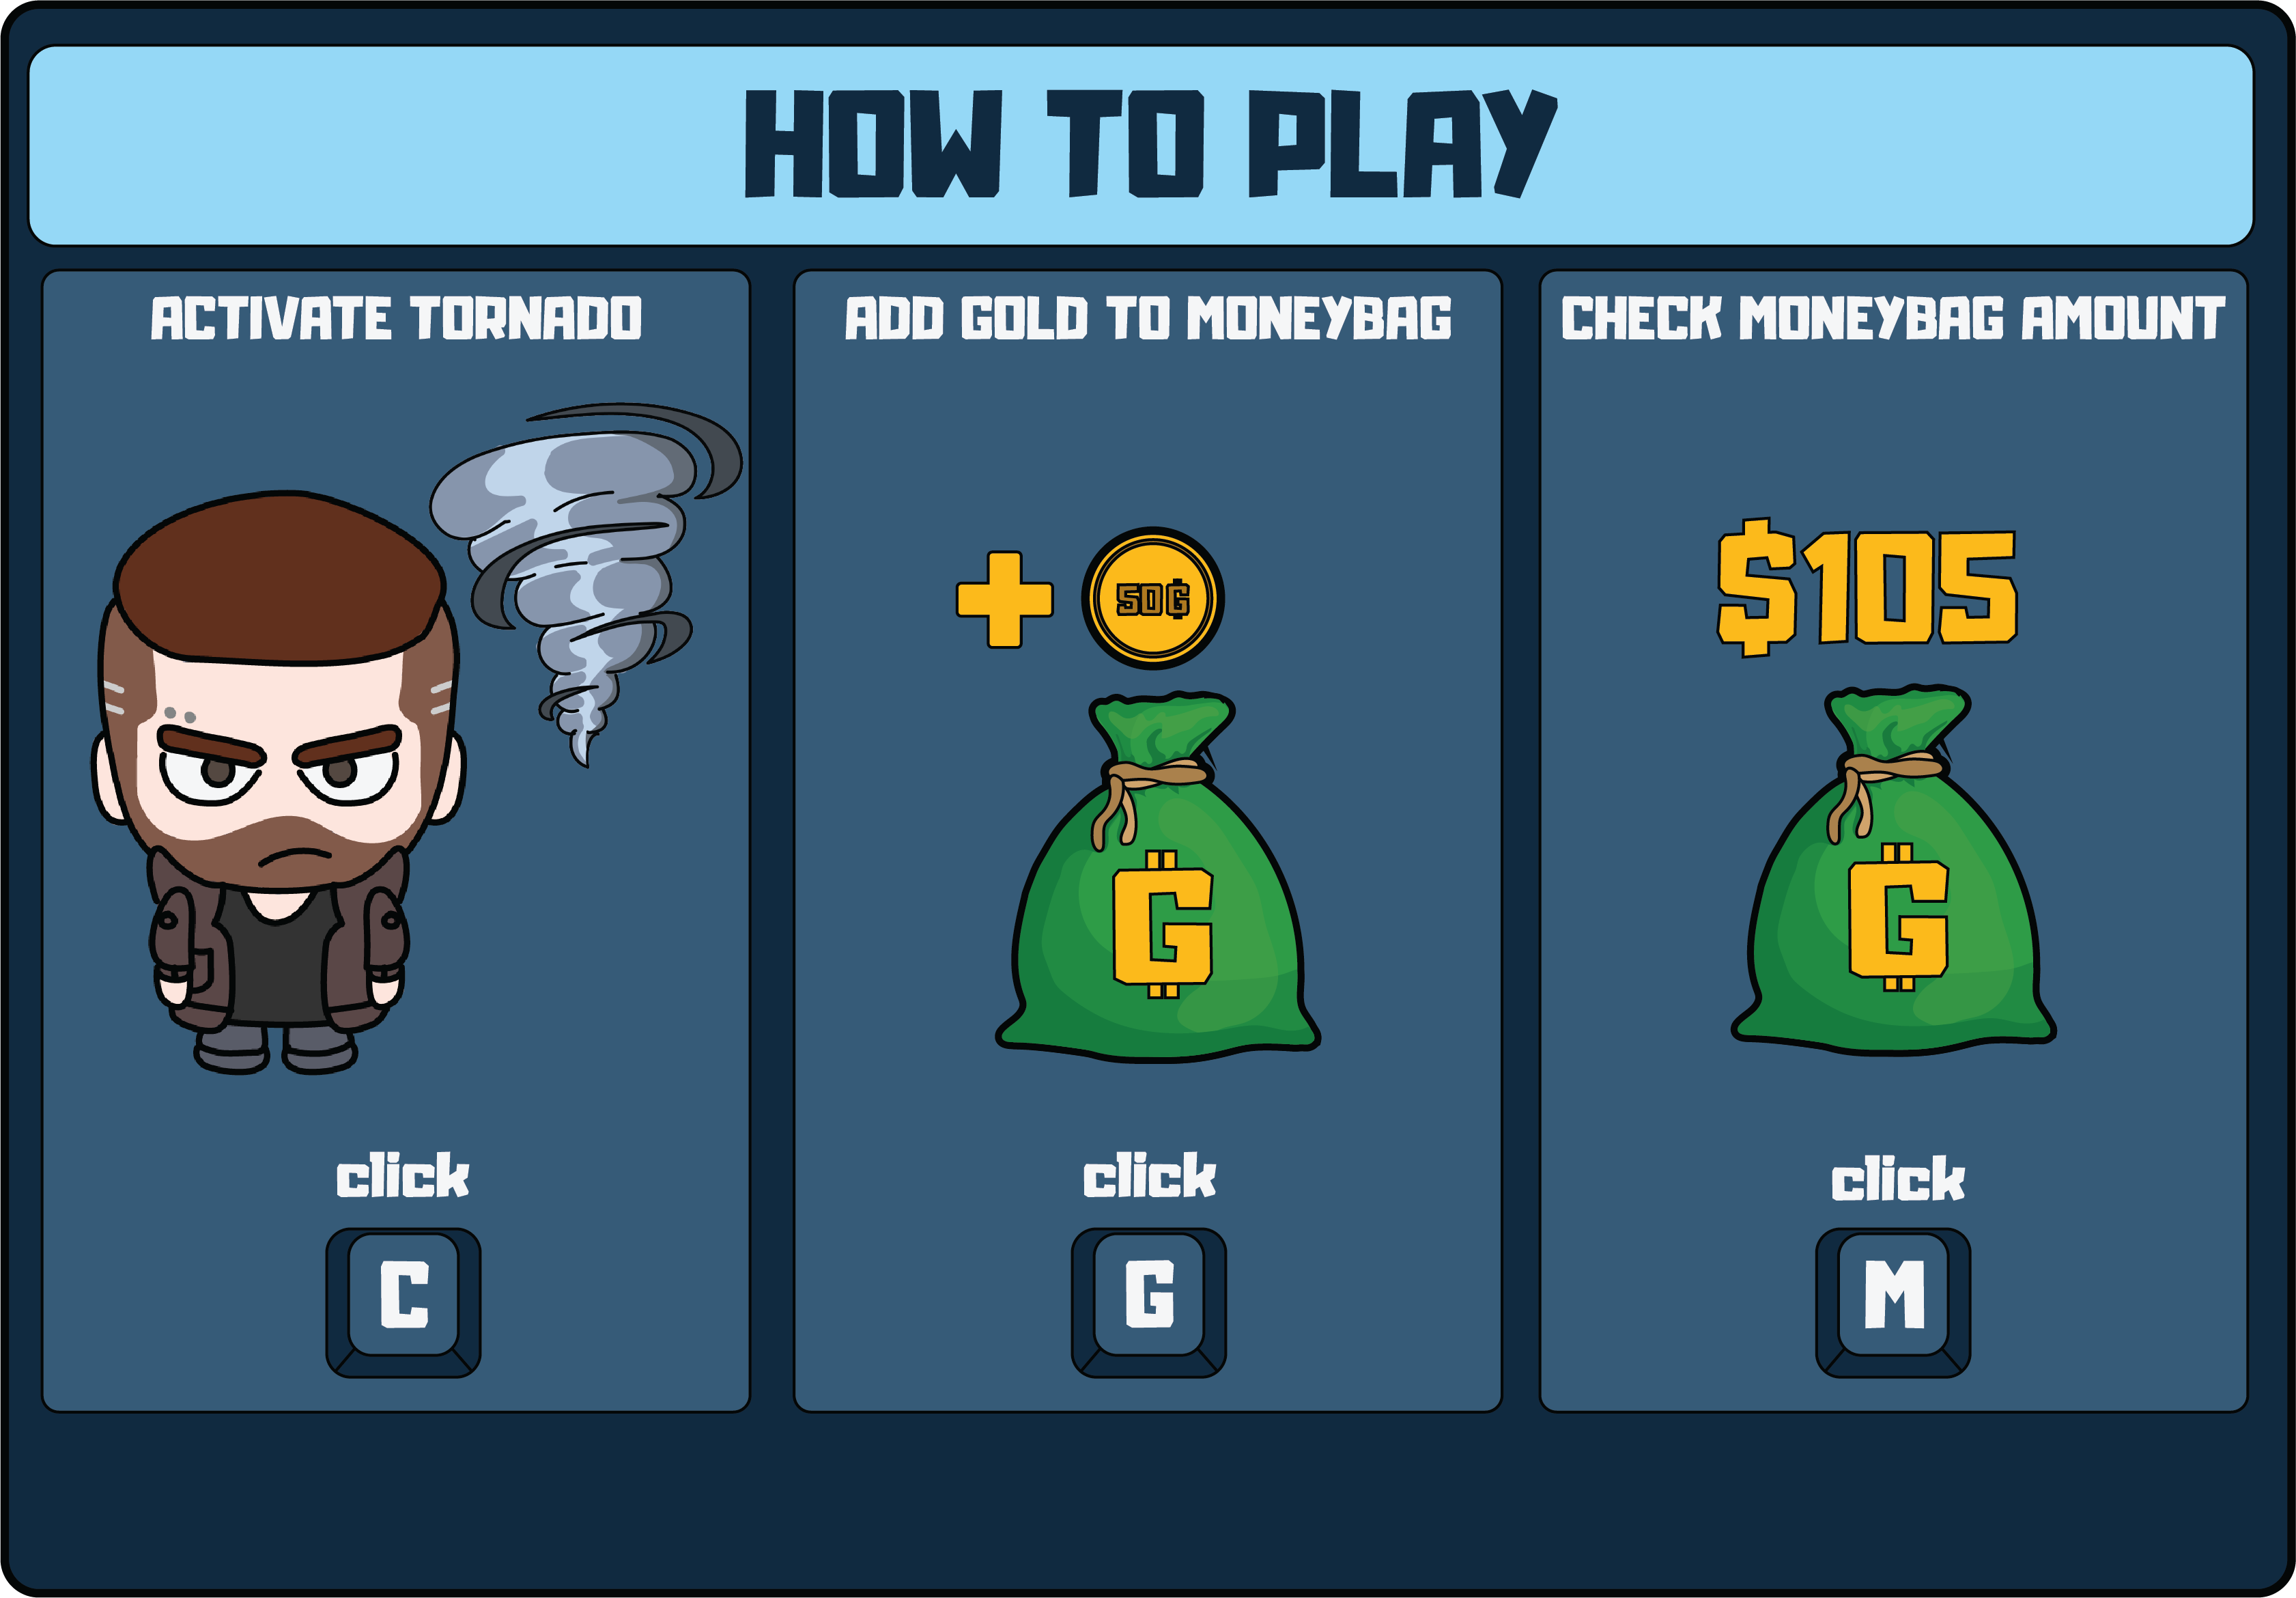 HOW TO PLAY
ACTIVATE TORNADO
ADD GOLD TO MONEYBAG
CHECK MONEYBAG AMOUNT
$105
50G
G
G
click
click
click
C
G
M